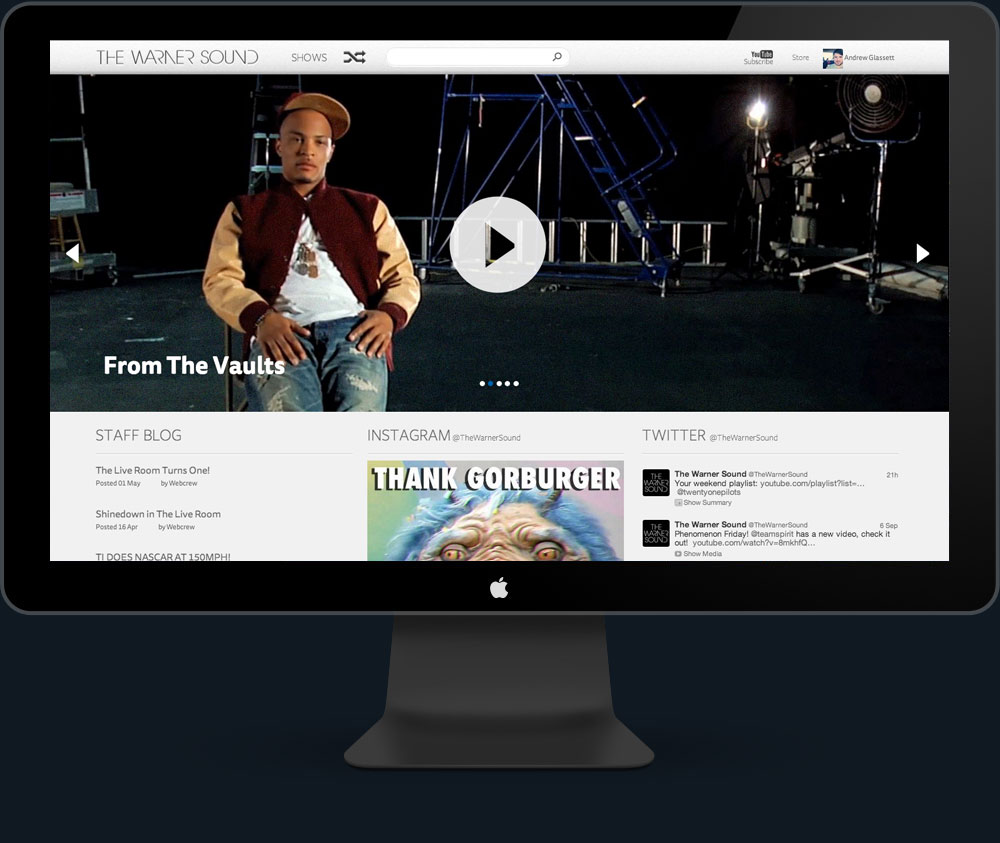 THE WARNER SOUND
SHOWS
YouTube
Subscribe
Store
Andrew Glassett
From The Vaults
STAFF BLOG
The Live Room Turns One!
Posted 01 May by Webcrew
Shinedown in The Live Room
Posted 16 Apr by Webcrew
TI DOES NASCAR AT 150MPH!
INSTAGRAM @TheWarnerSound
THANK GORBURGER
TWITTER @TheWarnerSound
THE WARNER SOUND
The Warner Sound @TheWarnerSound 21h
Your weekend playlist: youtube.com/playlist?list=…
@twentyonepilots
Show Summary
THE WARNER SOUND
The Warner Sound @TheWarnerSound 6 Sep
Phenomenon Friday! @teamspirit has a new video, check it
out! youtube.com/watch?v=8mkhfQ…
Show Media